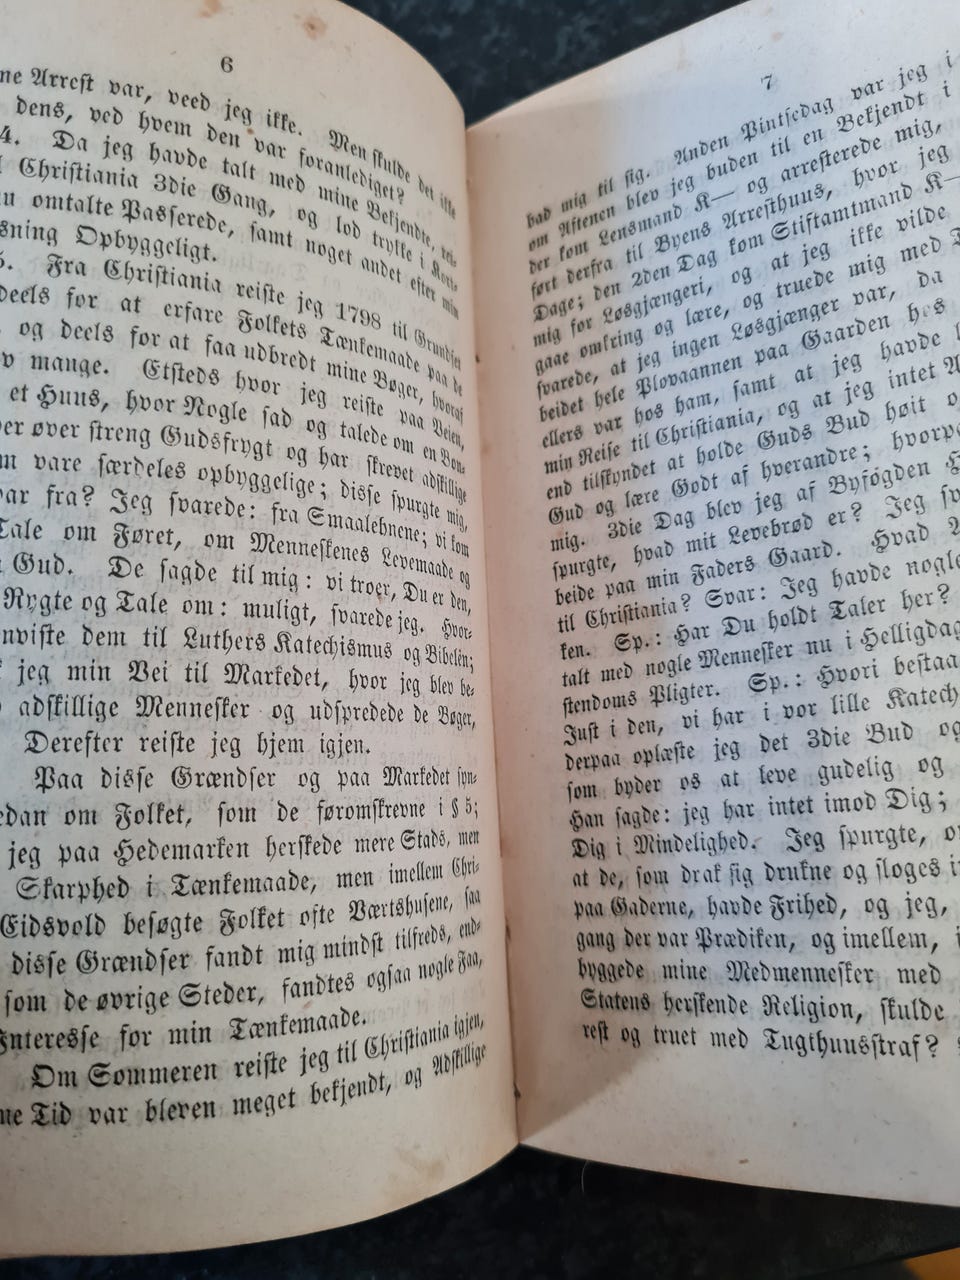 6
ne Arrest var, veed jeg ikke. Men skulde det ikke
dens, ved hvem den var foranlediget?
4. Da jeg havde talt med mine Bekjendte, rei-
Christiania 3die Gang, og lod trykke i Kort-
omtalte Passerede, samt noget andet efter min
sning Opbyggeligt.
5. Fra Christiania reiste jeg 1798 til Grundset
deels for at erfare Folkets Tænkemaade paa de
og deels for at faa udbredt mine Bøger, hvoraf
v mange. Etsteds hvor jeg reiste paa Veien,
et Huus, hvor Nogle sad og talede om en Bon-
er øver streng Gudsfrygt og har skrevet adskillige
m vare særdeles opbyggelige; disse spurgte mig,
var fra? Jeg svarede: fra Smaalehnene; vi kom
Tale om Føret, om Menneskenes Levemaade og
Gud. De sagde til mig: vi troer, Du er den,
Rygte og Tale om: muligt, svarede jeg. Hvor-
nviste dem til Luthers Katechismus og Bibelen;
jeg min Vei til Markedet, hvor jeg blev be-
adskillige Mennesker og udspredede de Bøger,
Derefter reiste jeg hjem igjen.
Paa disse Grændser og paa Markedet syn-
edan om Folket, som de føromskrevne i § 5;
jeg paa Hedemarken herskede mere Stads, men
Skarphed i Tænkemaade, men imellem Chri-
Eidsvold besøgte Folket ofte Værtshusene, saa
disse Grændser fandt mig mindst tilfreds, end-
som de øvrige Steder, fandtes ogsaa nogle Faa,
Interesse for min Tænkemaade.
Om Sommeren reiste jeg til Christiania igjen,
ne Tid var bleven meget bekjendt, og Adskillige
7
bad mig til sig. Anden Pintsedag var jeg i
om Aftenen blev jeg buden til en Bekjendt i
der kom Lensmand K— og arresterede mig,
ført derfra til Byens Arresthuus, hvor jeg
Dage; den 2den Dag kom Stiftamtmand K—
mig for Løsgjængeri, og at jeg ikke vilde
gaae omkring og lære, og truede mig med T
svarede, at jeg ingen Løsgjænger var, da
beidet hele Plovaannen paa Gaarden hos
ellers var hos ham, samt at jeg havde
min Reise til Christiania, og at jeg intet A
end tilskyndet at holde Guds Bud høit o
Gud og lære Godt af hverandre; hvorpa
mig. 3die Dag blev jeg af Byfogden H
spurgte, hvad mit Levebrød er? Jeg sv
beide paa min Faders Gaard. Hvad
til Christiania? Svar: Jeg havde nogle
ken. Sp.: Har Du holdt Taler her?
talt med nogle Mennesker nu i Helligdag
stendoms Pligter. Sp.: Hvori bestaa
Just i den, vi har i vor lille Katech
derpaa oplæste jeg det 3die Bud og
som byder os at leve gudelig og
Han sagde: jeg har intet imod Dig;
Dig i Mindelighed. Jeg spurgte, o
at de, som drak sig drukne og sloges i
paa Gaderne, havde Frihed, og jeg,
gang der var Prædiken, og imellem, i
byggede mine Medmennesker med
Statens herskende Religion, skulde
rest og truet med Tugthuusstraf?